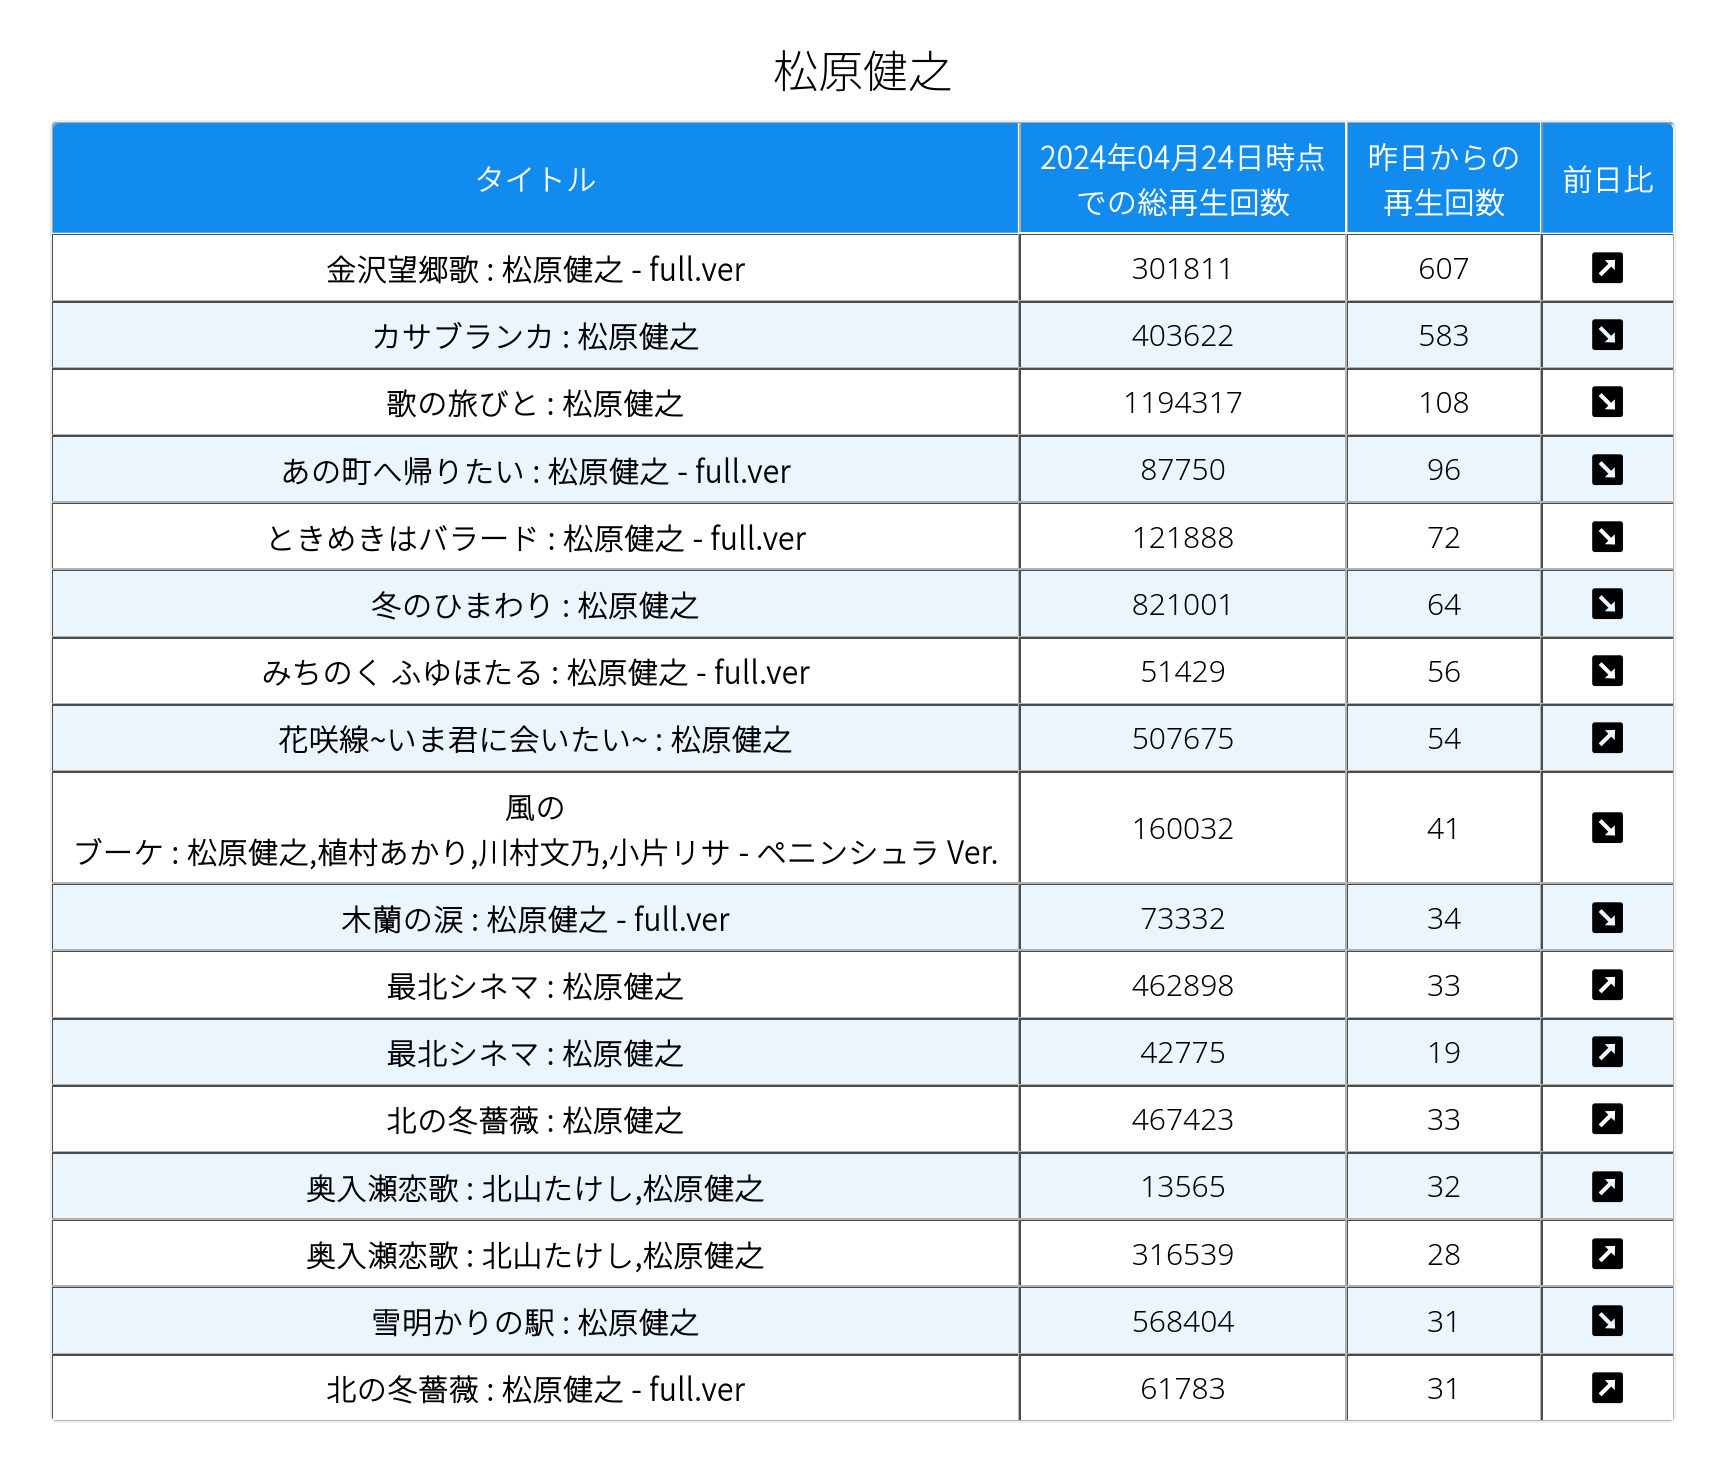 松原健之
タイトル
2024年04月24日時点
での総再生回数
昨日からの
再生回数
前日比
金沢望郷歌 : 松原健之 - full.ver 301811 607
カサブランカ : 松原健之 403622 583
歌の旅びと : 松原健之 1194317 108
あの町へ帰りたい : 松原健之 - full.ver 87750 96
ときめきはバラード : 松原健之 - full.ver 121888 72
冬のひまわり : 松原健之 821001 64
みちのく ふゆほたる : 松原健之 - full.ver 51429 56
花咲線~いま君に会いたい~ : 松原健之 507675 54
風の
ブーケ : 松原健之,植村あかり,川村文乃,小片リサ - ペニンシュラ Ver. 160032 41
木蘭の涙 : 松原健之 - full.ver 73332 34
最北シネマ : 松原健之 462898 33
最北シネマ : 松原健之 42775 19
北の冬薔薇 : 松原健之 467423 33
奥入瀬恋歌 : 北山たけし,松原健之 13565 32
奥入瀬恋歌 : 北山たけし,松原健之 316539 28
雪明かりの駅 : 松原健之 568404 31
北の冬薔薇 : 松原健之 - full.ver 61783 31